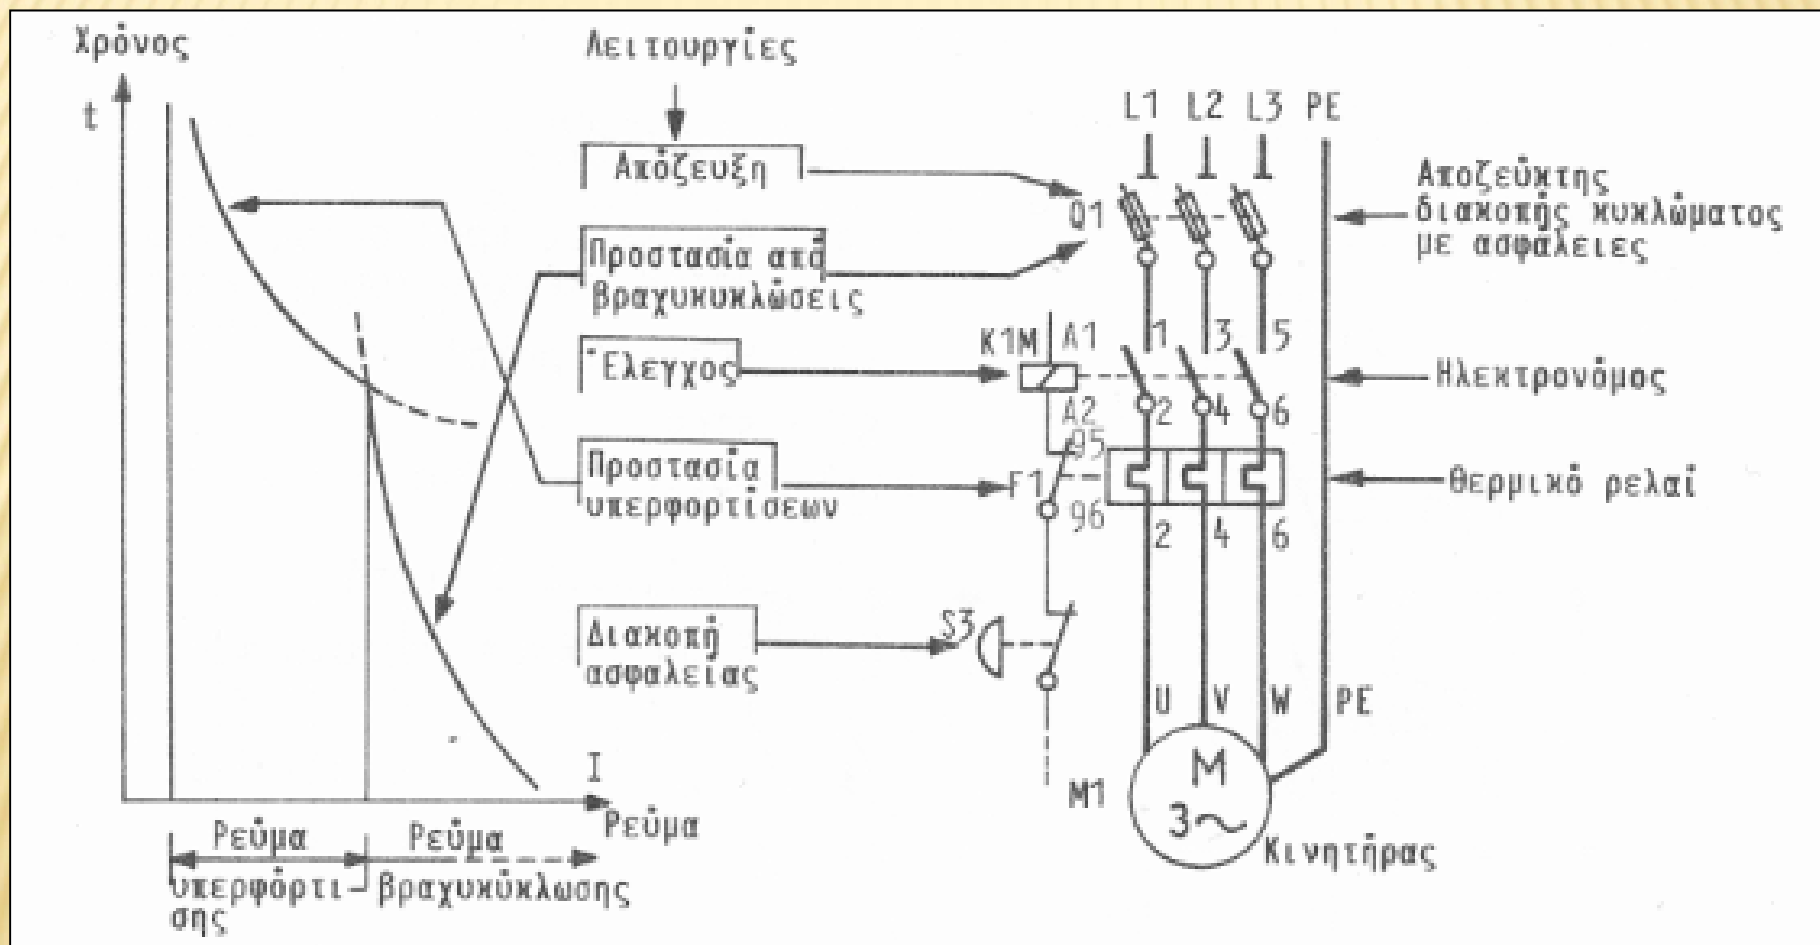 Χρόνος
t
Λειτουργίες
Απόζευξη
Προστασία από
βραχυκυκλώσεις
Έλεγχος
Προστασία
υπερφορτίσεων
Διακοπή
ασφαλείας
I
Ρεύμα
Ρεύμα
υπερφόρτι-
σης
Ρεύμα
βραχυκύκλωσης
L1 L2 L3 PE
Q1
Αποζεύκτης
διακοπής κυκλώματος
με ασφάλειες
K1M A1 1 3 5
Ηλεκτρονόμος
A2 2 4 6
95
F1
θερμικό ρελαί
96 2 4 6
S3
U V W PE
M1
M
3~
Κινητήρας